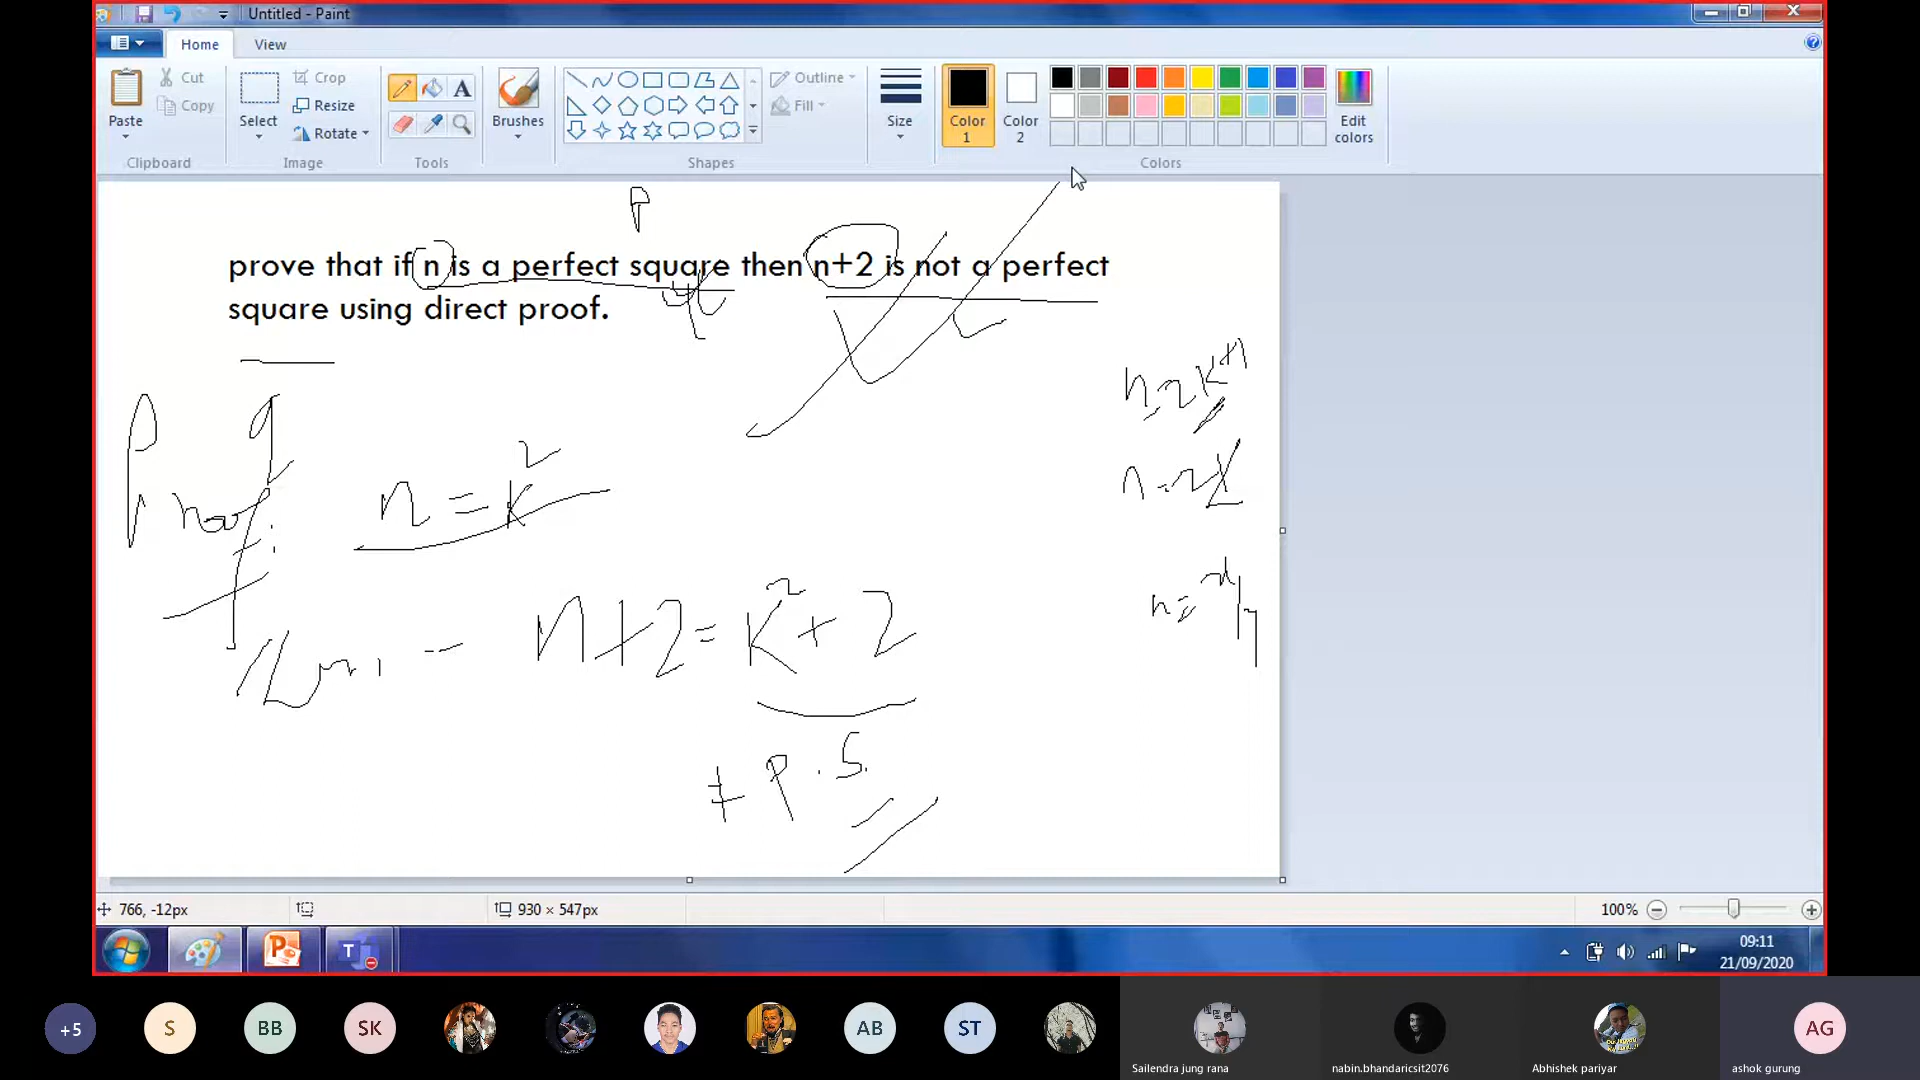 Untitled - Paint
Home View
Cut
Copy
Paste
Clipboard
Crop
Resize
Rotate
Select
Image
Tools
Brushes
Shapes
Outline
Fill
Size
Color 1
Color 2
Edit colors
Colors
P
prove that if n is a perfect square then n+2 is not a perfect
square using direct proof.
q
Proof:
n = k²
n = 2k+1
n = 2k
n+2 = k²+2
≠ P.S.
766, -12px
930 × 547px
100%
09:11
21/09/2020
+5 S BB SK AB ST AG
Sailendra jung rana nabin.bhandaricsit2076 Abhishek pariyar ashok gurung